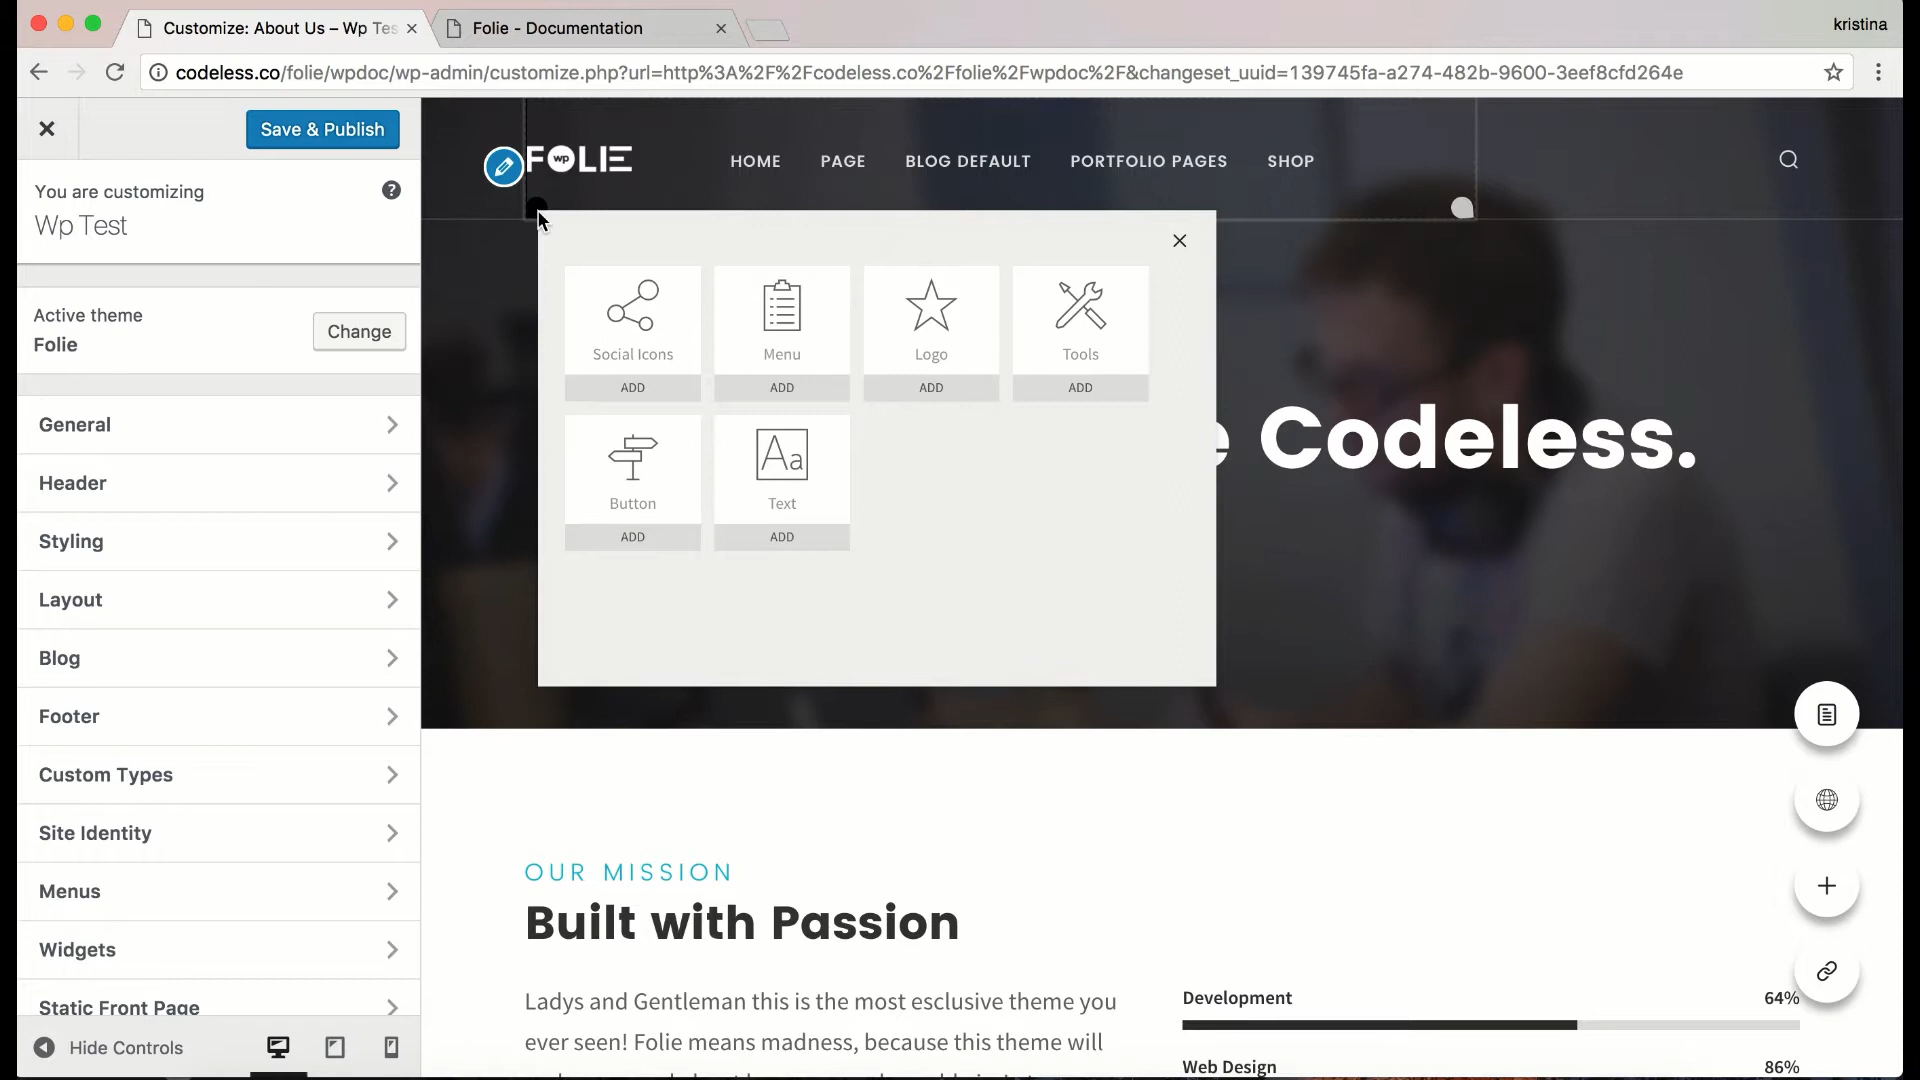 Customize: About Us – Wp Tes
Folie - Documentation
kristina
codeless.co/folie/wpdoc/wp-admin/customize.php?url=http%3A%2F%2Fcodeless.co%2Ffolie%2Fwpdoc%2F&changeset_uuid=139745fa-a274-482b-9600-3eef8cfd264e
Save & Publish
You are customizing
Wp Test
Active theme
Folie
Change
General
Header
Styling
Layout
Blog
Footer
Custom Types
Site Identity
Menus
Widgets
Static Front Page
Hide Controls
FOLIE
wp
HOME
PAGE
BLOG DEFAULT
PORTFOLIO PAGES
SHOP
Social Icons
ADD
Menu
ADD
Logo
ADD
Tools
ADD
Button
ADD
Aa
Text
ADD
e Codeless.
OUR MISSION
Built with Passion
Ladys and Gentleman this is the most esclusive theme you
ever seen! Folie means madness, because this theme will
Development 64%
Web Design 86%